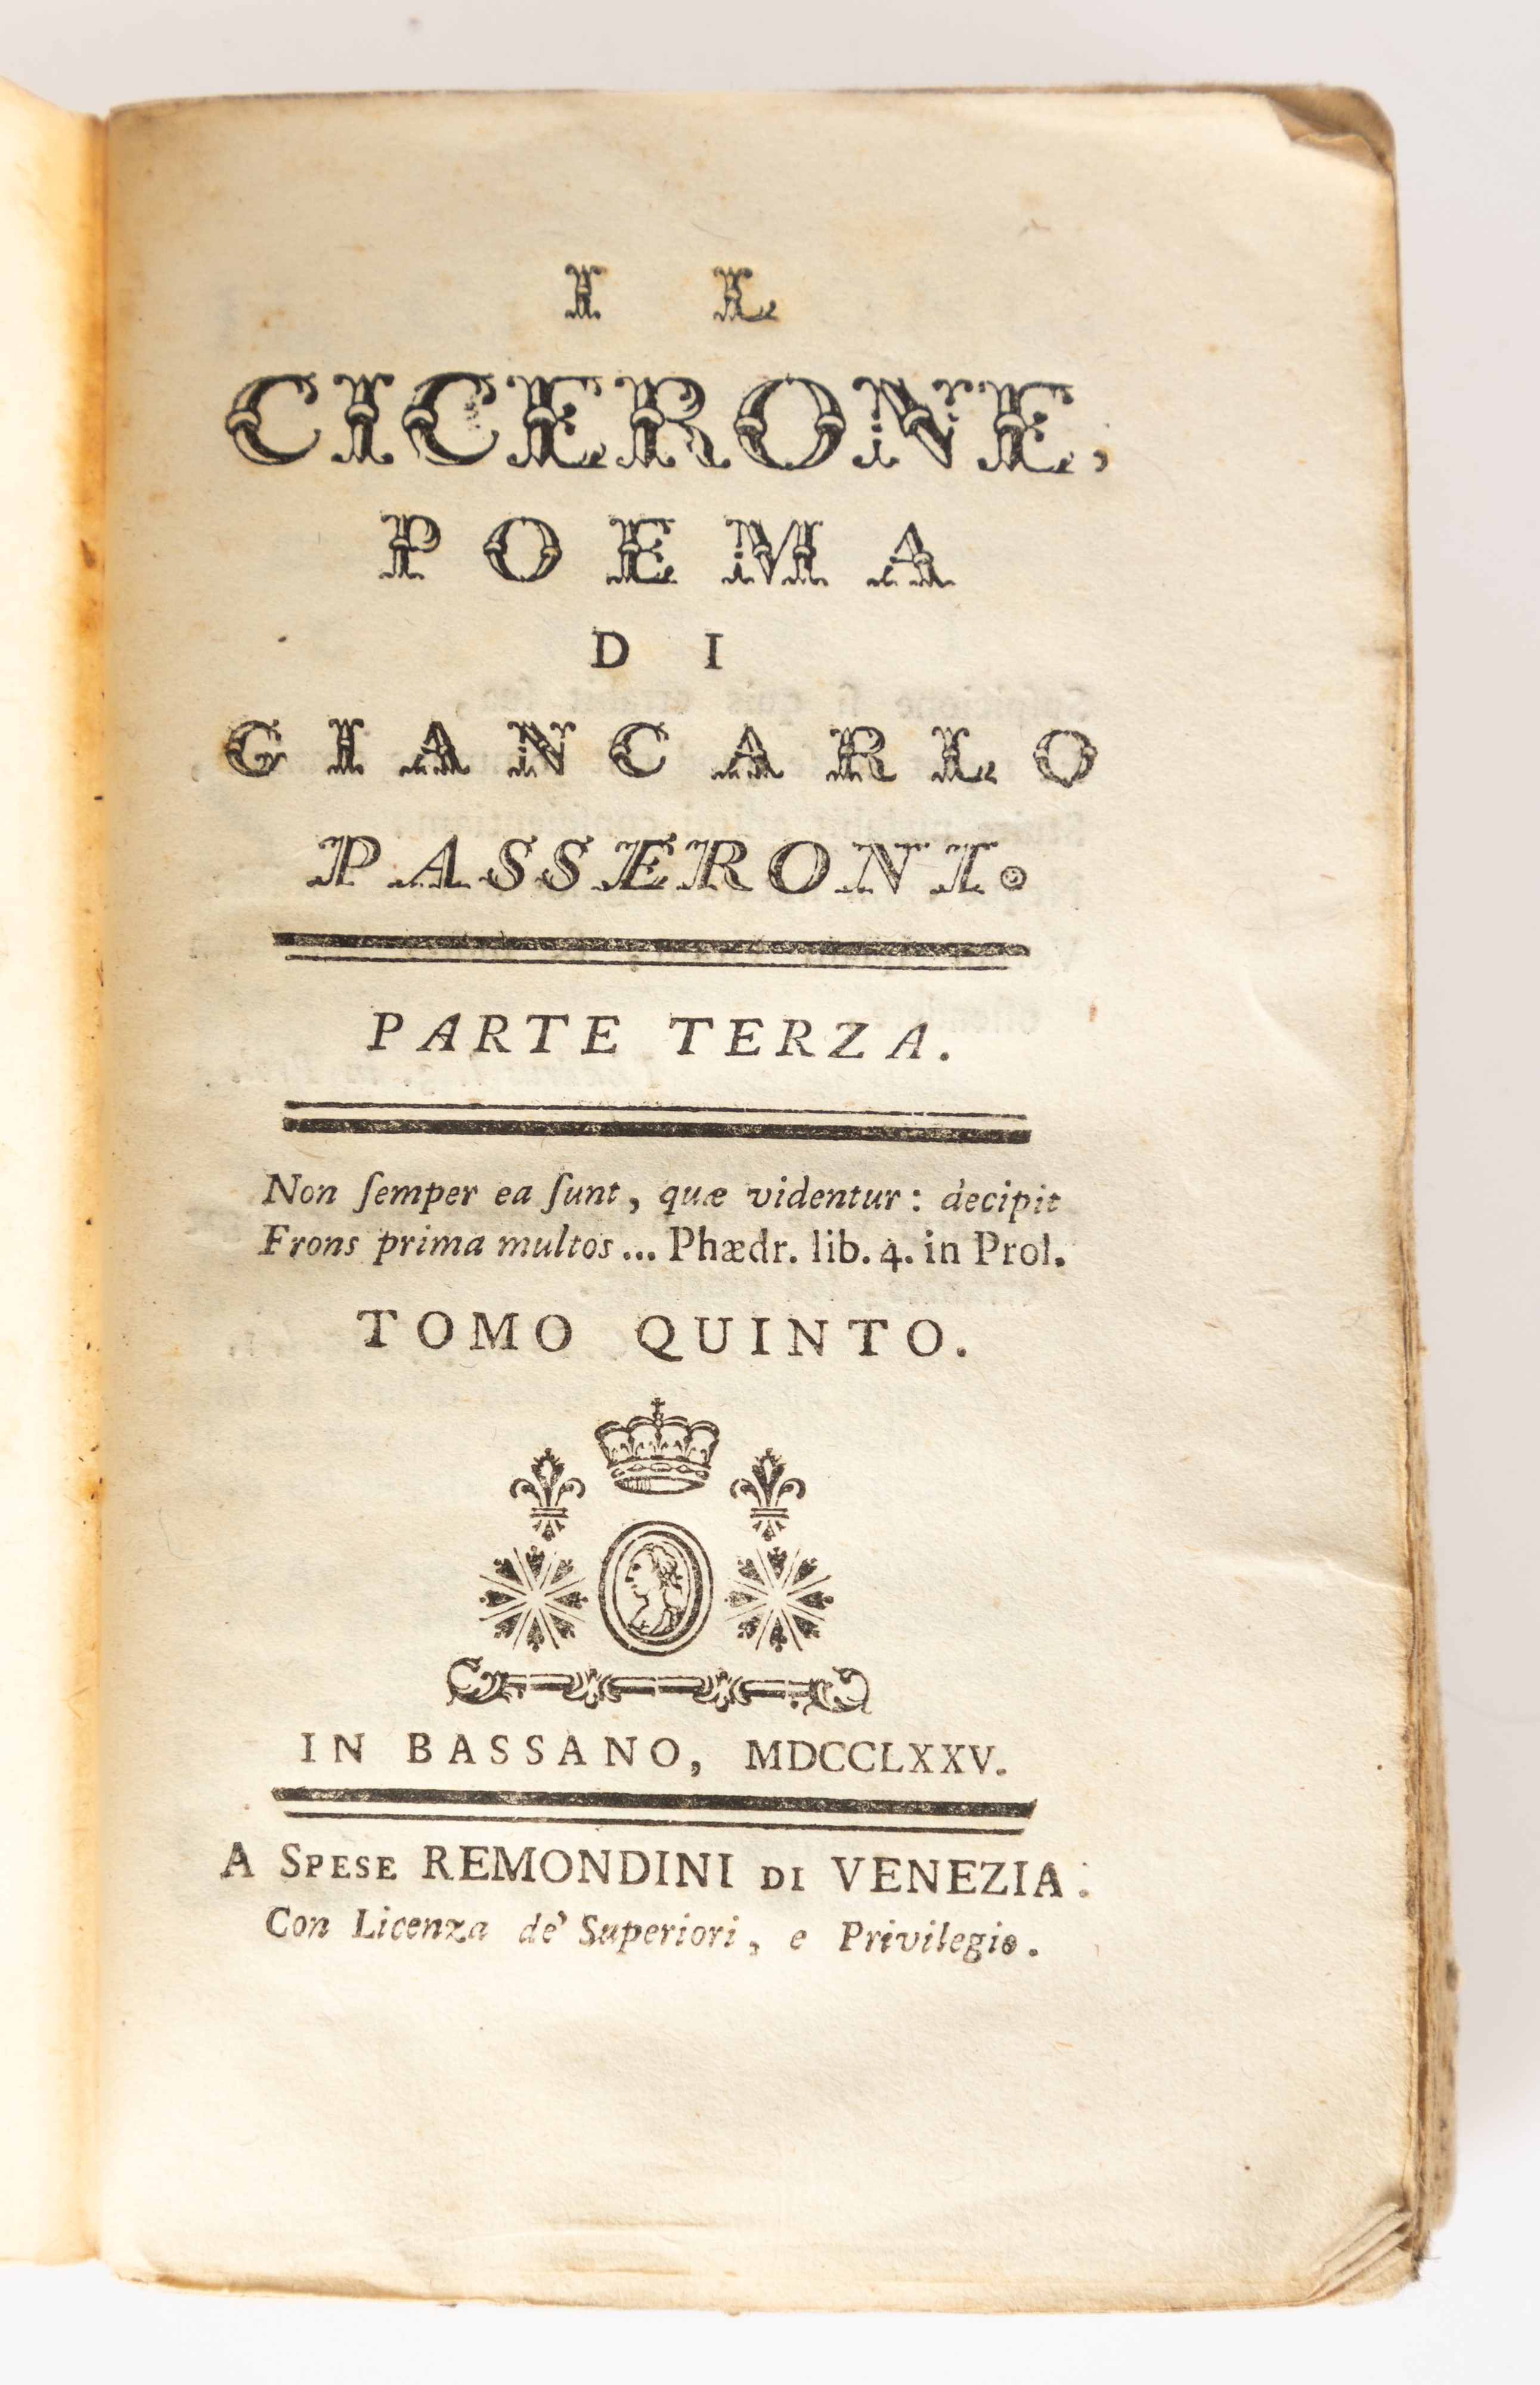 IL
CICERONE,
POEMA
DI
GIANCARLO
PASSERONI.
PARTE TERZA.
Non ſemper ea ſunt, quæ videntur: decipit
Frons prima multos... Phædr. lib. 4. in Prol.
TOMO QUINTO.
IN BASSANO, MDCCLXXV.
A SPESE REMONDINI DI VENEZIA.
Con Licenza de' Superiori, e Privilegio.